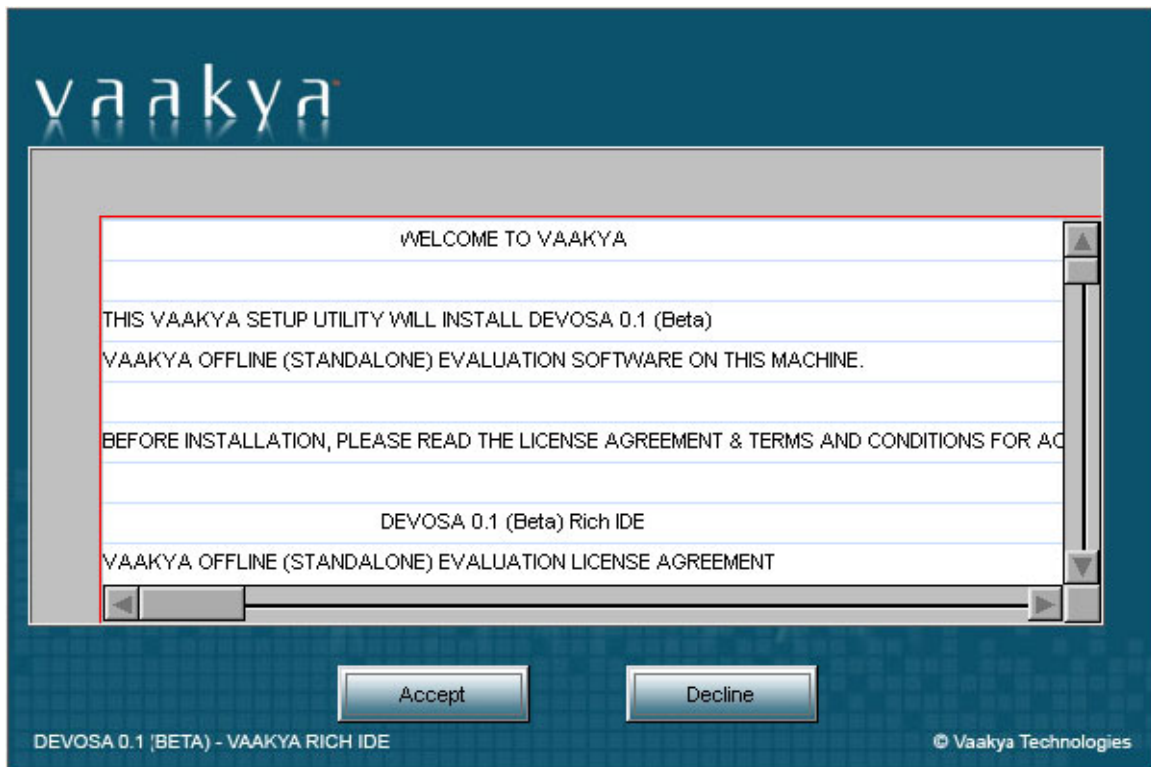 vaakya
WELCOME TO VAAKYA
THIS VAAKYA SETUP UTILITY WILL INSTALL DEVOSA 0.1 (Beta)
VAAKYA OFFLINE (STANDALONE) EVALUATION SOFTWARE ON THIS MACHINE.
BEFORE INSTALLATION, PLEASE READ THE LICENSE AGREEMENT & TERMS AND CONDITIONS FOR AC
DEVOSA 0.1 (Beta) Rich IDE
VAAKYA OFFLINE (STANDALONE) EVALUATION LICENSE AGREEMENT
Accept
Decline
DEVOSA 0.1 (BETA) - VAAKYA RICH IDE
© Vaakya Technologies